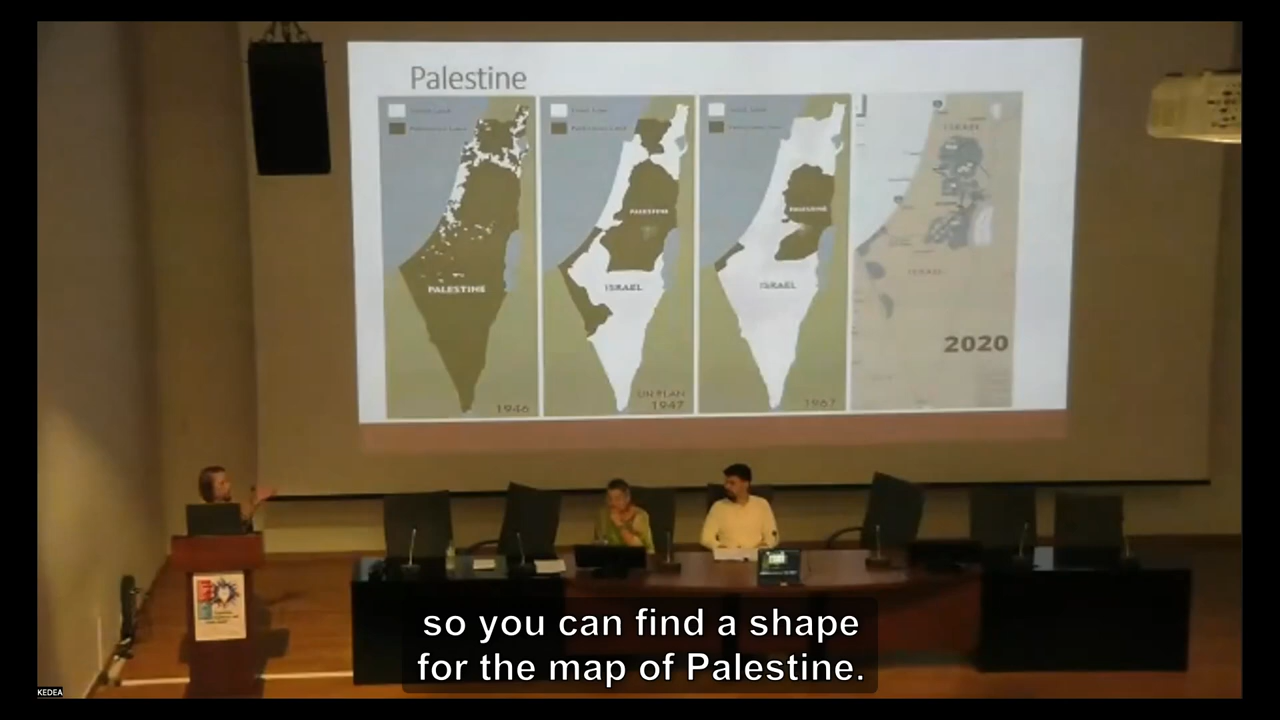 Palestine
PALESTINE
1946
PALESTINE
ISRAEL
UN PLAN
1947
PALESTINE
ISRAEL
1967
ISRAEL
ISRAEL
2020
so you can find a shape
for the map of Palestine.
KEDEA